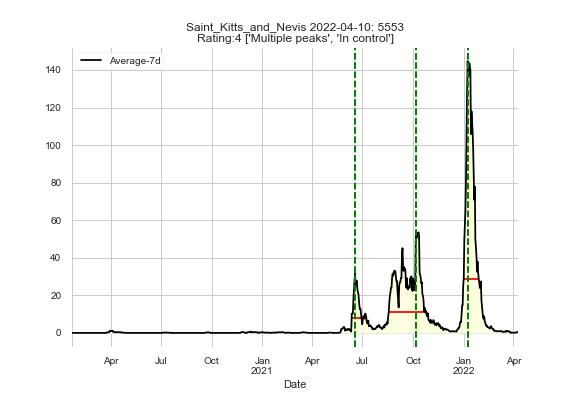 Saint_Kitts_and_Nevis 2022-04-10: 5553
Rating:4 ['Multiple peaks', 'In control']
Average-7d
140
120
100
80
60
40
20
0
Apr Jul Oct Jan Apr Jul Oct Jan Apr
2021 2022
Date